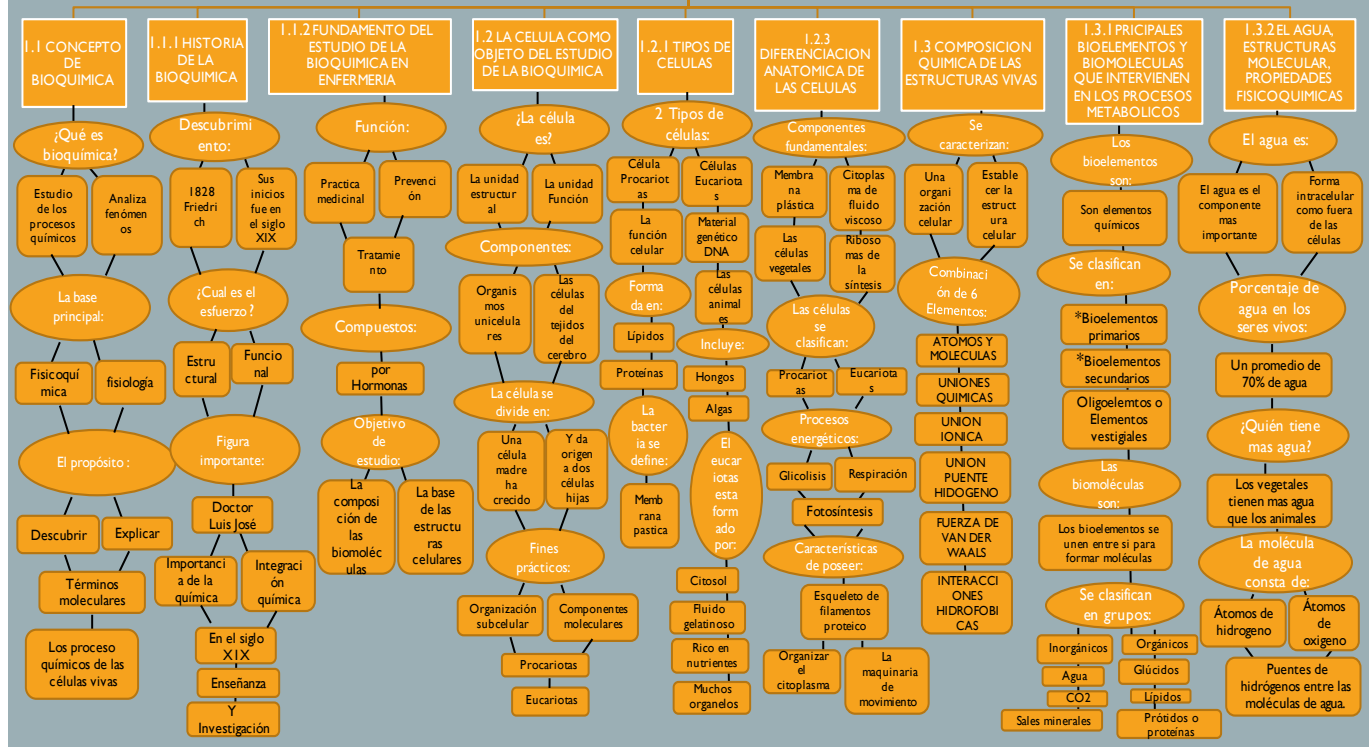 1.1 CONCEPTO
DE
BIOQUIMICA
¿Qué es
bioquímica?
Estudio
de los
procesos
químicos
Analiza
fenómen
os
La base
principal:
Fisicoquí
mica
fisiología
El propósito :
Descubrir
Explicar
Términos
moleculares
Los proceso
químicos de las
células vivas
1.1.1 HISTORIA
DE LA
BIOQUIMICA
Descubrimi
ento:
1828
Friedri
ch
Sus
inicios
fue en
el siglo
XIX
¿Cual es el
esfuerzo ?
Estru
ctural
Funcio
nal
Figura
importante:
Doctor
Luis José
Importanci
a de la
química
Integraci
ón
química
En el siglo
XIX
Enseñanza
Y
Investigación
1.1.2 FUNDAMENTO DEL
ESTUDIO DE LA
BIOQUIMICA EN
ENFERMERIA
Función:
Practica
medicinal
Prevenci
ón
Tratamie
nto
Compuestos:
por
Hormonas
Objetivo
de
estudio:
La
composi
ción de
las
biomoléc
ulas
La base
de las
estructu
ras
celulares
1.2 LA CELULA COMO
OBJETO DEL ESTUDIO
DE LA BIOQUIMICA
¿La célula
es?
La unidad
estructur
al
La unidad
Función
Componentes:
Organis
mos
unicelula
res
Las
células
del
tejidos del
cerebro
La célula se
divide en:
Una
célula
madre
ha
crecido
Y da
origen
a dos
células
hijas
Fines
prácticos:
Organización
subcelular
Componentes
moleculares
Procariotas
Eucariotas
1.2.1 TIPOS DE
CELULAS
2 Tipos de
células:
Célula
Procariot
as
Células
Eucariota
s
La
función
celular
Material
genético
DNA
Forma
da en:
Las
células
animale
s
Lípidos
Incluye:
Proteínas
Hongos
La
bacter
ia se
define:
Algas
Memb
rana
pastica
El
eucar
iotas
esta
form
ado
por:
Citosol
Fluido
gelatinoso
Rico en
nutrientes
Muchos
organelos
1.2.3
DIFERENCIACION
ANATOMICA DE
LAS CELULAS
Componentes
fundamentales:
Membra
na
plástica
Citoplas
ma de
fluido
viscoso
Las
células
vegetales
Riboso
mas de
la
síntesis
Las células
se
clasifican:
Procariot
as
Eucariota
s
Procesos
energéticos:
Glicolisis
Respiración
Fotosíntesis
Características
de poseer:
Esqueleto de
filamentos
proteico
Organizar
el
citoplasma
La
maquinaria
de
movimiento
1.3 COMPOSICION
QUIMICA DE LAS
ESTRUCTURAS VIVAS
Se
caracterizan:
Una
organi
zación
celular
Estable
cer la
estruct
ura
celular
Combinaci
ón de 6
Elementos:
ATOMOS Y
MOLECULAS
UNIONES
QUIMICAS
UNION
IONICA
UNION
PUENTE
HIDOGENO
FUERZA DE
VAN DER
WAALS
INTERACCI
ONES
HIDROFOBI
CAS
1.3.1 PRICIPALES
BIOELEMENTOS Y
BIOMOLECULAS
QUE INTERVIENEN
EN LOS PROCESOS
METABOLICOS
Los
bioelementos
son:
Son elementos
químicos
Se clasifican
en:
*Bioelementos
primarios
*Bioelementos
secundarios
Oligoelemtos o
Elementos
vestigiales
Las
biomoléculas
son:
Los bioelementos se
unen entre si para
formar moléculas
Se clasifican
en grupos:
Inorgánicos
Agua
CO2
Sales minerales
Orgánicos
Glúcidos
Lípidos
Prótidos o
proteínas
1.3.2 EL AGUA,
ESTRUCTURAS
MOLECULAR,
PROPIEDADES
FISICOQUIMICAS
El agua es:
El agua es el
componente
mas
importante
Forma
intracelular
como fuera
de las
células
Porcentaje de
agua en los
seres vivos:
Un promedio de
70% de agua
¿Quién tiene
mas agua?
Los vegetales
tienen mas agua
que los animales
La molécula
de agua
consta de:
Átomos de
hidrogeno
Átomos
de
oxigeno
Puentes de
hidrógenos entre las
moléculas de agua.